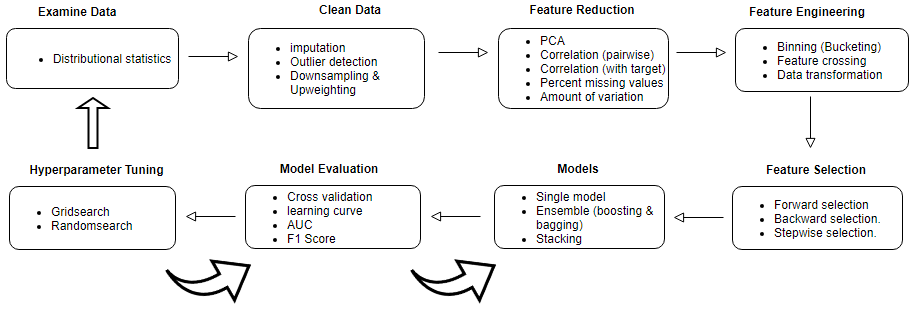 Examine Data
Distributional statistics
Clean Data
imputation
Outlier detection
Downsampling &
Upweighting
Feature Reduction
PCA
Correlation (pairwise)
Correlation (with target)
Percent missing values
Amount of variation
Feature Engineering
Binning (Bucketing)
Feature crossing
Data transformation
Feature Selection
Forward selection
Backward selection.
Stepwise selection.
Models
Single model
Ensemble (boosting &
bagging)
Stacking
Model Evaluation
Cross validation
learning curve
AUC
F1 Score
Hyperparameter Tuning
Gridsearch
Randomsearch